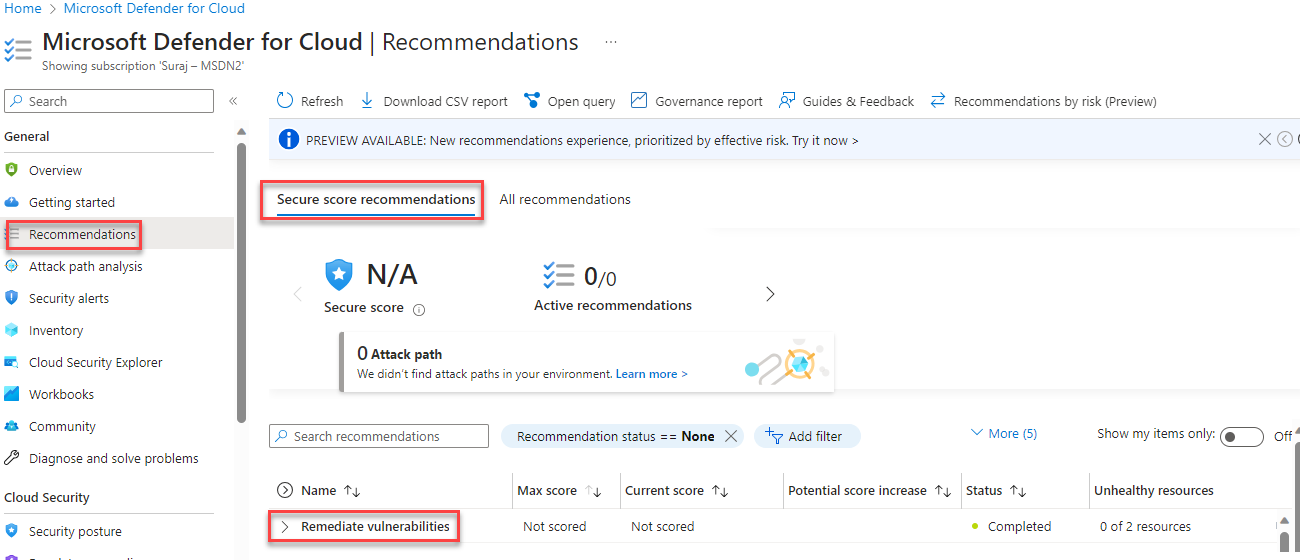 Home > Microsoft Defender for Cloud
Microsoft Defender for Cloud | Recommendations ...
Showing subscription 'Suraj – MSDN2'
Search «
Refresh Download CSV report Open query Governance report Guides & Feedback Recommendations by risk (Preview)
General
PREVIEW AVAILABLE: New recommendations experience, prioritized by effective risk. Try it now >
Overview
Getting started
Secure score recommendations All recommendations
Recommendations
Attack path analysis
N/A 0/0
Security alerts
Secure score Active recommendations
Inventory
0 Attack path
Cloud Security Explorer
We didn't find attack paths in your environment. Learn more >
Workbooks
Community
Search recommendations Recommendation status == None Add filter More (5) Show my items only: Off
Diagnose and solve problems
Name Max score Current score Potential score increase Status Unhealthy resources
Cloud Security
Remediate vulnerabilities Not scored Not scored Completed 0 of 2 resources
Security posture